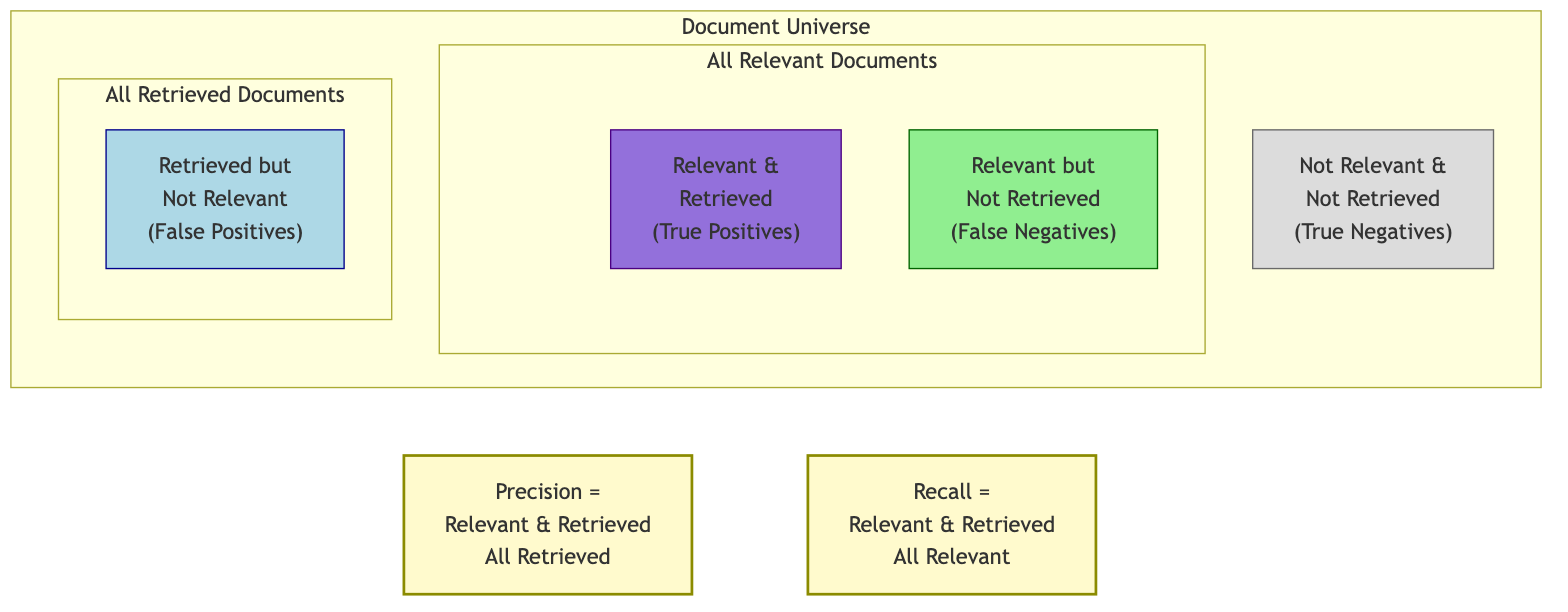 Document Universe
All Relevant Documents
All Retrieved Documents
Retrieved but
Not Relevant
(False Positives)
Relevant &
Retrieved
(True Positives)
Relevant but
Not Retrieved
(False Negatives)
Not Relevant &
Not Retrieved
(True Negatives)
Precision =
Relevant & Retrieved
All Retrieved
Recall =
Relevant & Retrieved
All Relevant